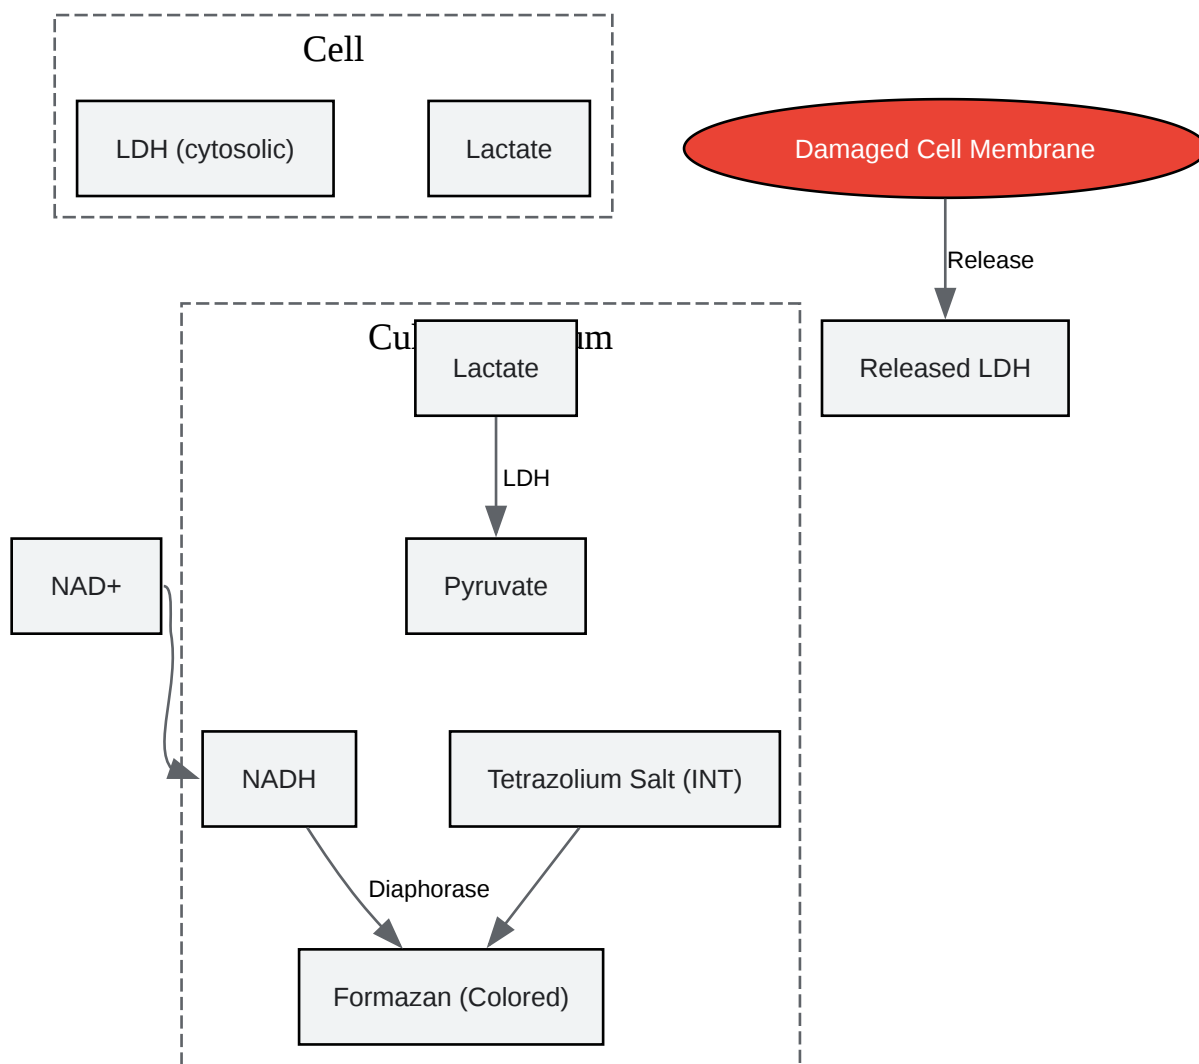 Cell
LDH (cytosolic)
Lactate
Damaged Cell Membrane
Release
Lactate
Released LDH
LDH
NAD+
Pyruvate
NADH
Tetrazolium Salt (INT)
Diaphorase
Formazan (Colored)